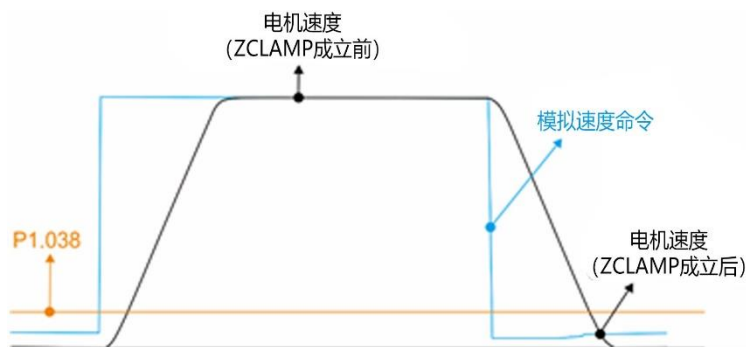 电机速度
(ZCLAMP成立前)
模拟速度命令
P1.038
电机速度
(ZCLAMP成立后)